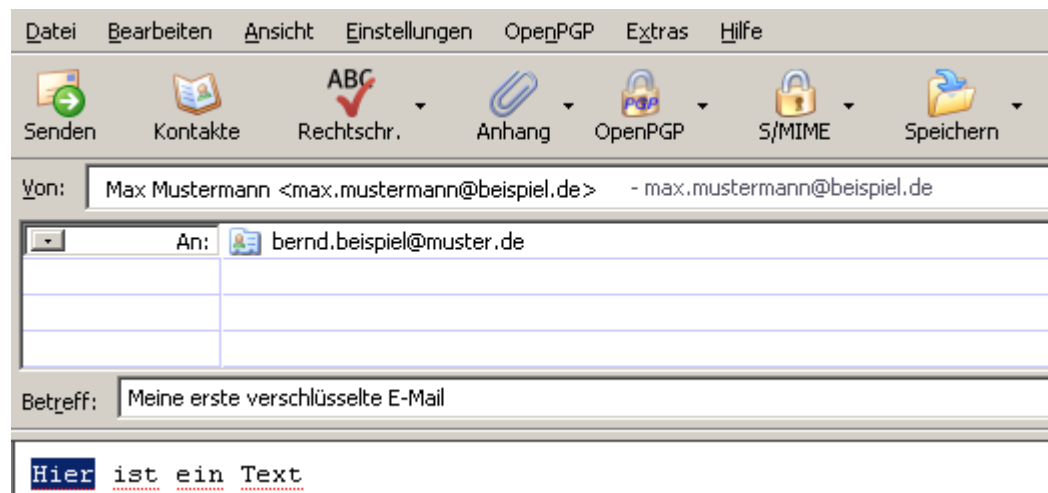 Datei Bearbeiten Ansicht Einstellungen OpenPGP Extras Hilfe
ABC PGP
Senden Kontakte Rechtschr. Anhang OpenPGP S/MIME Speichern
Von: Max Mustermann <max.mustermann@beispiel.de> - max.mustermann@beispiel.de
An: bernd.beispiel@muster.de
Betreff: Meine erste verschlüsselte E-Mail
Hier ist ein Text